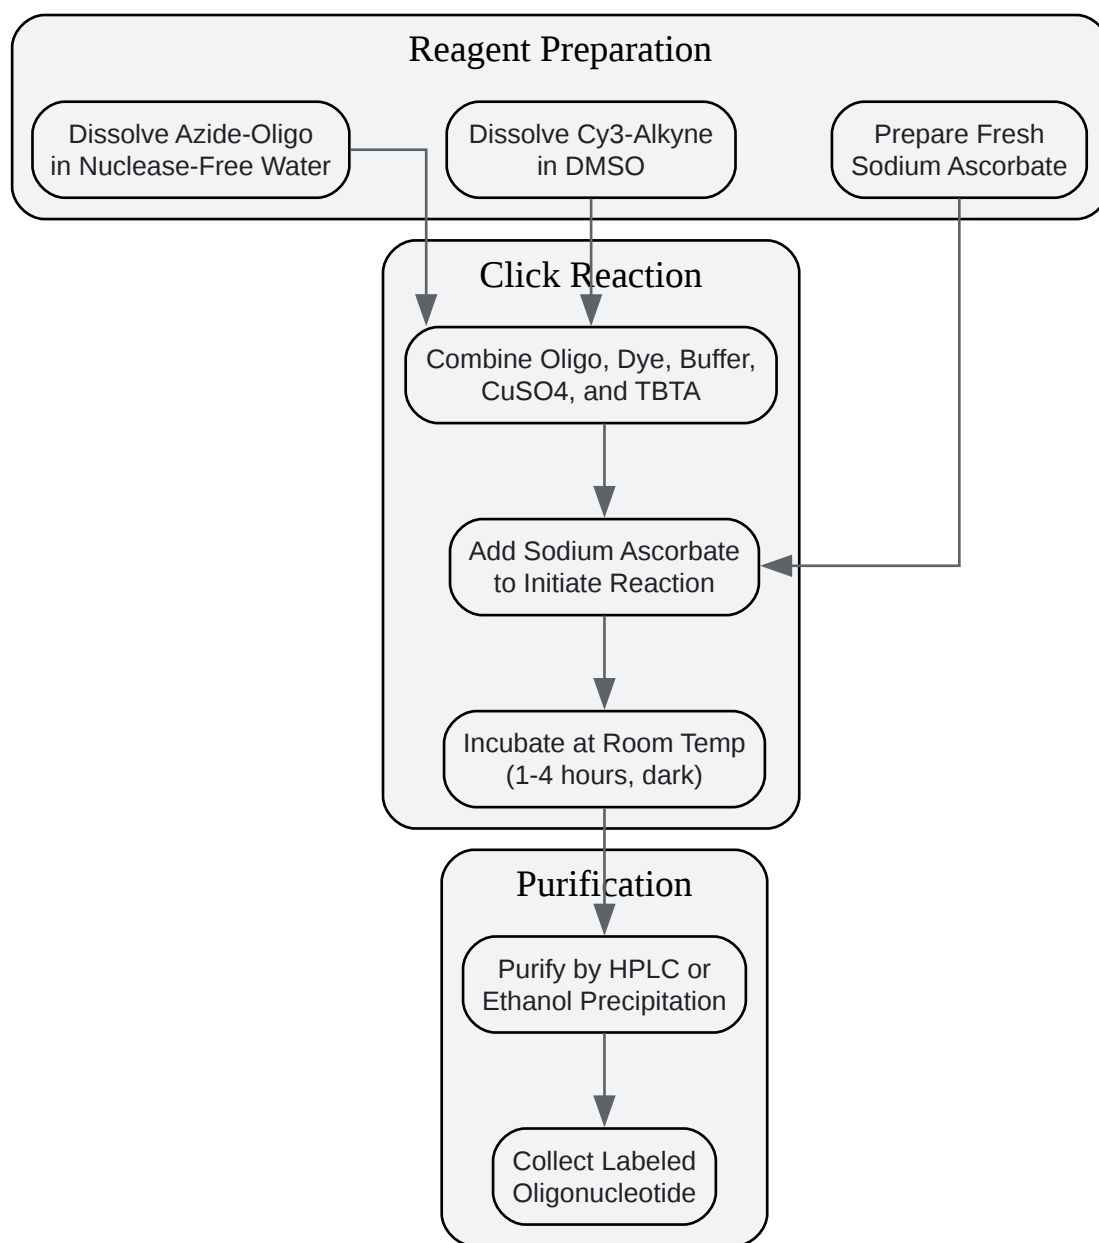 Reagent Preparation
Dissolve Azide-Oligo
in Nuclease-Free Water
Dissolve Cy3-Alkyne
in DMSO
Prepare Fresh
Sodium Ascorbate
Click Reaction
Combine Oligo, Dye, Buffer,
CuSO4, and TBTA
Add Sodium Ascorbate
to Initiate Reaction
Incubate at Room Temp
(1-4 hours, dark)
Purification
Purify by HPLC or
Ethanol Precipitation
Collect Labeled
Oligonucleotide